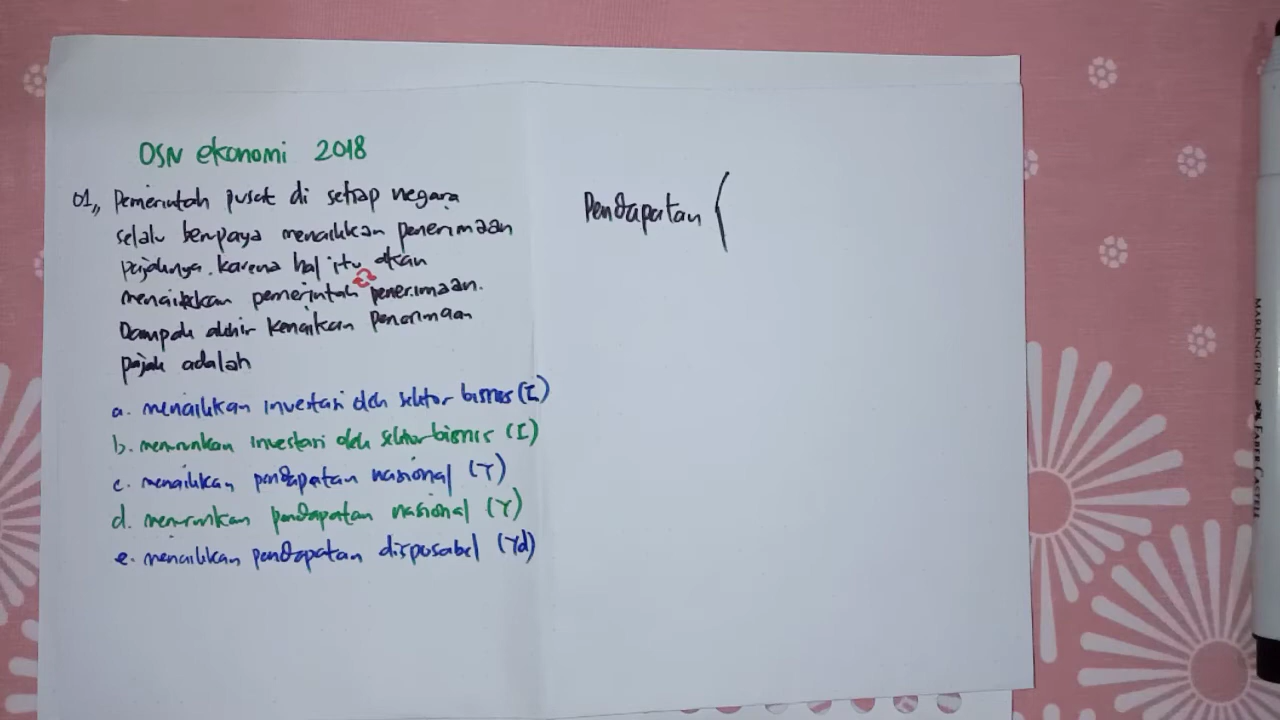 OSN ekonomi 2018
01,, Pemerintah pusat di setiap negara
selalu berupaya menaikkan penerimaan
pajaknya. karena hal itu akan
menaikkan pemerintah penerimaan.
Dampak akhir kenaikan penerimaan
pajak adalah
a. menaikkan investasi oleh sektor bisnis (I)
b. menurunkan investasi oleh sektor bisnis (I)
c. menaikkan pendapatan nasional (Y)
d. menurunkan pendapatan nasional (Y)
e. menaikkan pendapatan disposabel (Yd)
Pendapatan (
MARKING PEN FABER CASTELL